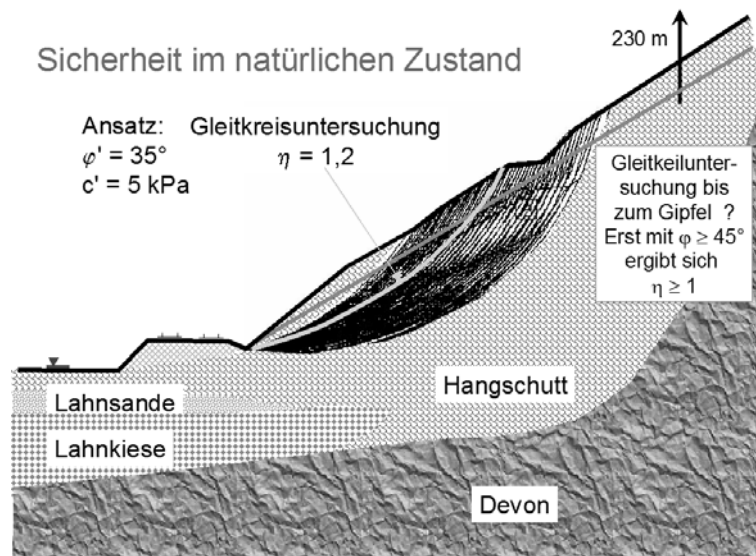 Sicherheit im natürlichen Zustand
230 m
Ansatz:
φ' = 35°
c' = 5 kPa
Gleitkreisuntersuchung
η = 1,2
Gleitkeilunter-
suchung bis
zum Gipfel ?
Erst mit φ ≥ 45°
ergibt sich
η ≥ 1
Hangschutt
Lahnsande
Lahnkiese
Devon